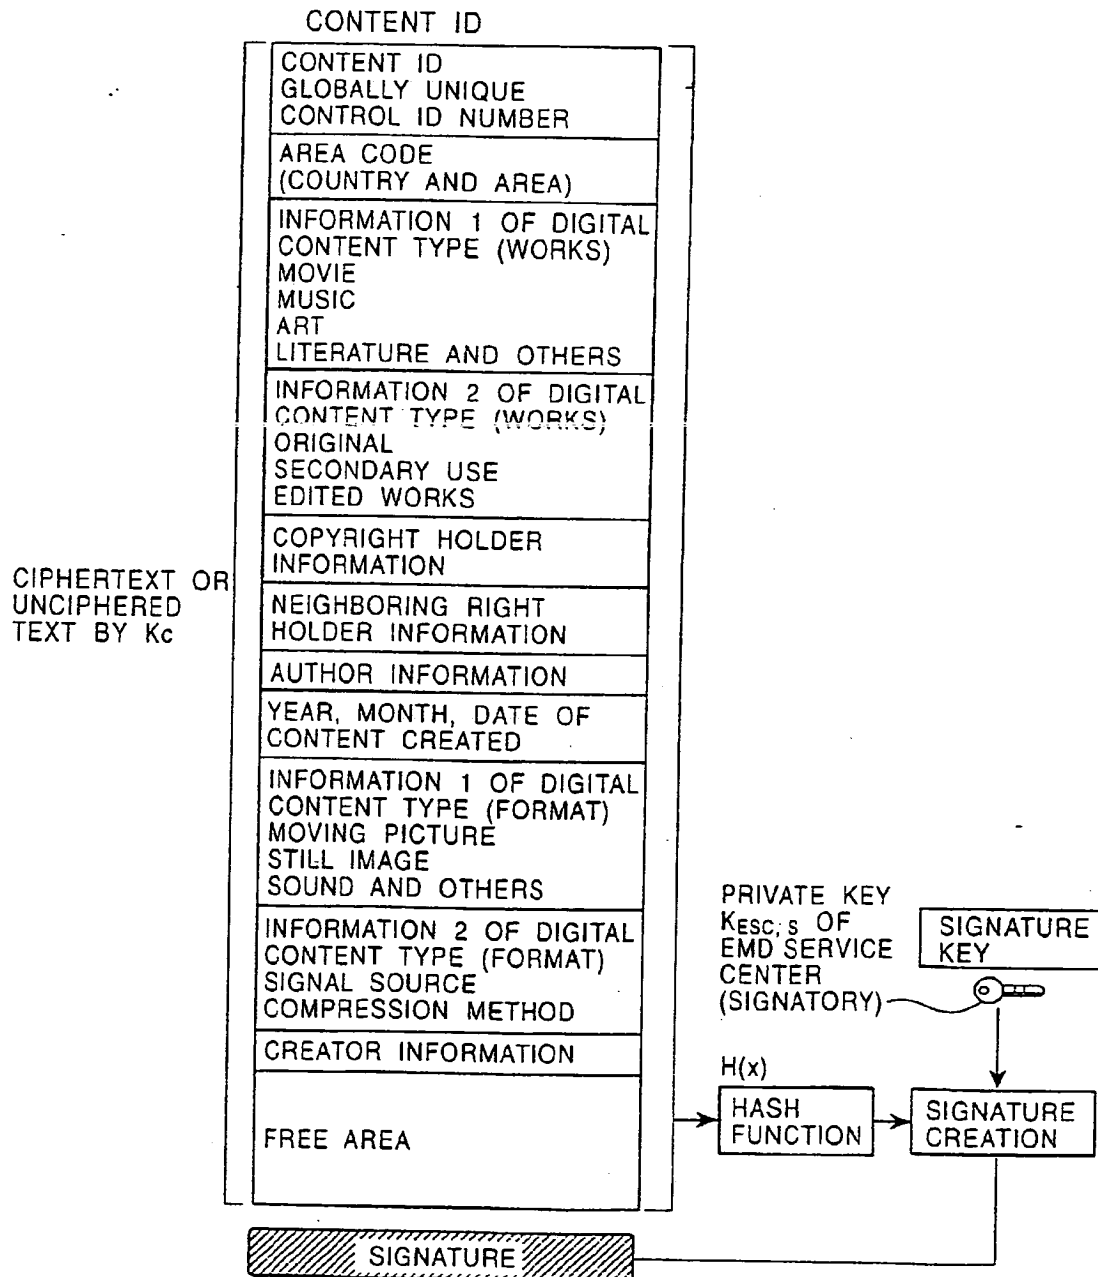 CONTENT ID
CONTENT ID
GLOBALLY UNIQUE
CONTROL ID NUMBER
AREA CODE
(COUNTRY AND AREA)
INFORMATION 1 OF DIGITAL
CONTENT TYPE (WORKS)
MOVIE
MUSIC
ART
LITERATURE AND OTHERS
INFORMATION 2 OF DIGITAL
CONTENT TYPE (WORKS)
ORIGINAL
SECONDARY USE
EDITED WORKS
COPYRIGHT HOLDER
INFORMATION
CIPHERTEXT OR
UNCIPHERED
TEXT BY Kc
NEIGHBORING RIGHT
HOLDER INFORMATION
AUTHOR INFORMATION
YEAR, MONTH, DATE OF
CONTENT CREATED
INFORMATION 1 OF DIGITAL
CONTENT TYPE (FORMAT)
MOVING PICTURE
STILL IMAGE
SOUND AND OTHERS
INFORMATION 2 OF DIGITAL
CONTENT TYPE (FORMAT)
SIGNAL SOURCE
COMPRESSION METHOD
CREATOR INFORMATION
FREE AREA
PRIVATE KEY
KESC, S OF
EMD SERVICE
CENTER
(SIGNATORY)
SIGNATURE
KEY
H(x)
HASH
FUNCTION
SIGNATURE
CREATION
SIGNATURE